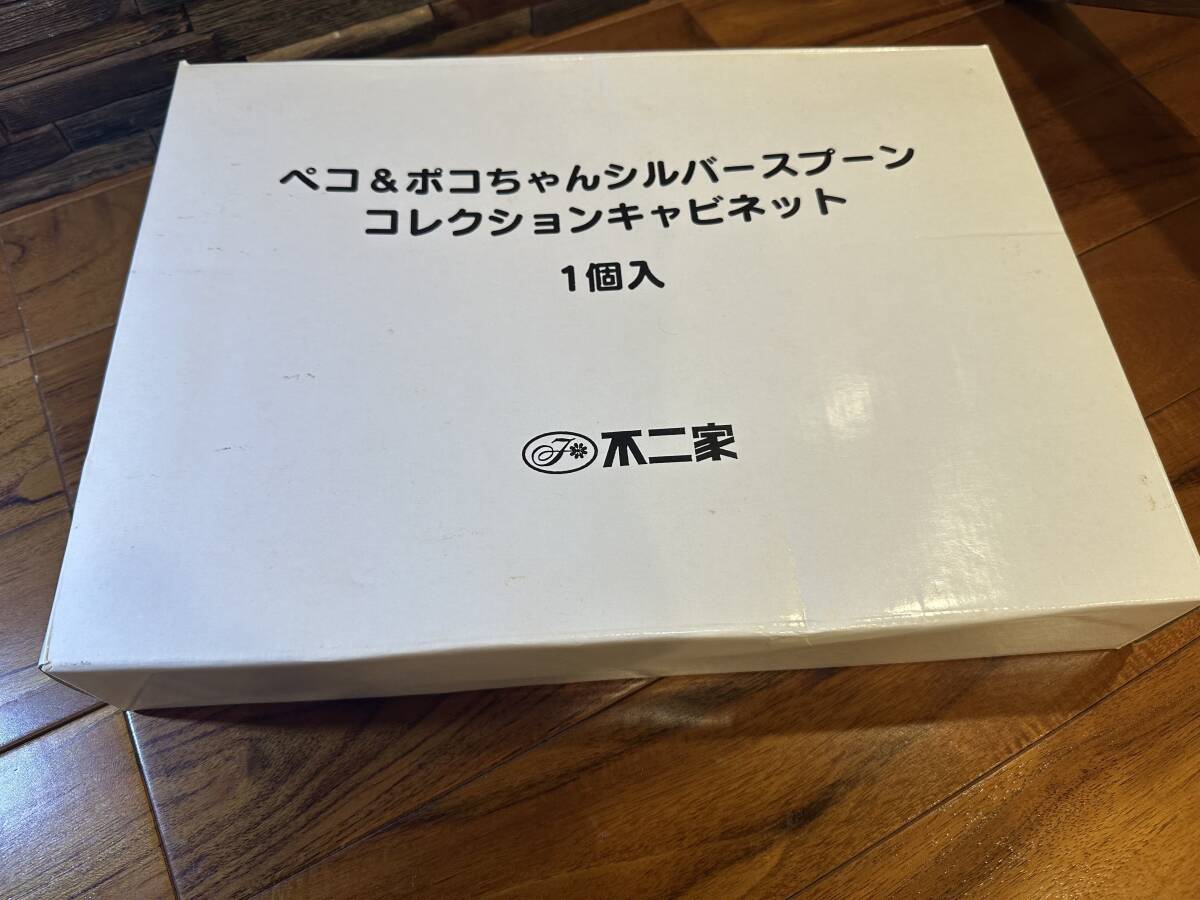 ペコ&ポコちゃんシルバースプーン
コレクションキャビネット
1個入
F 不二家